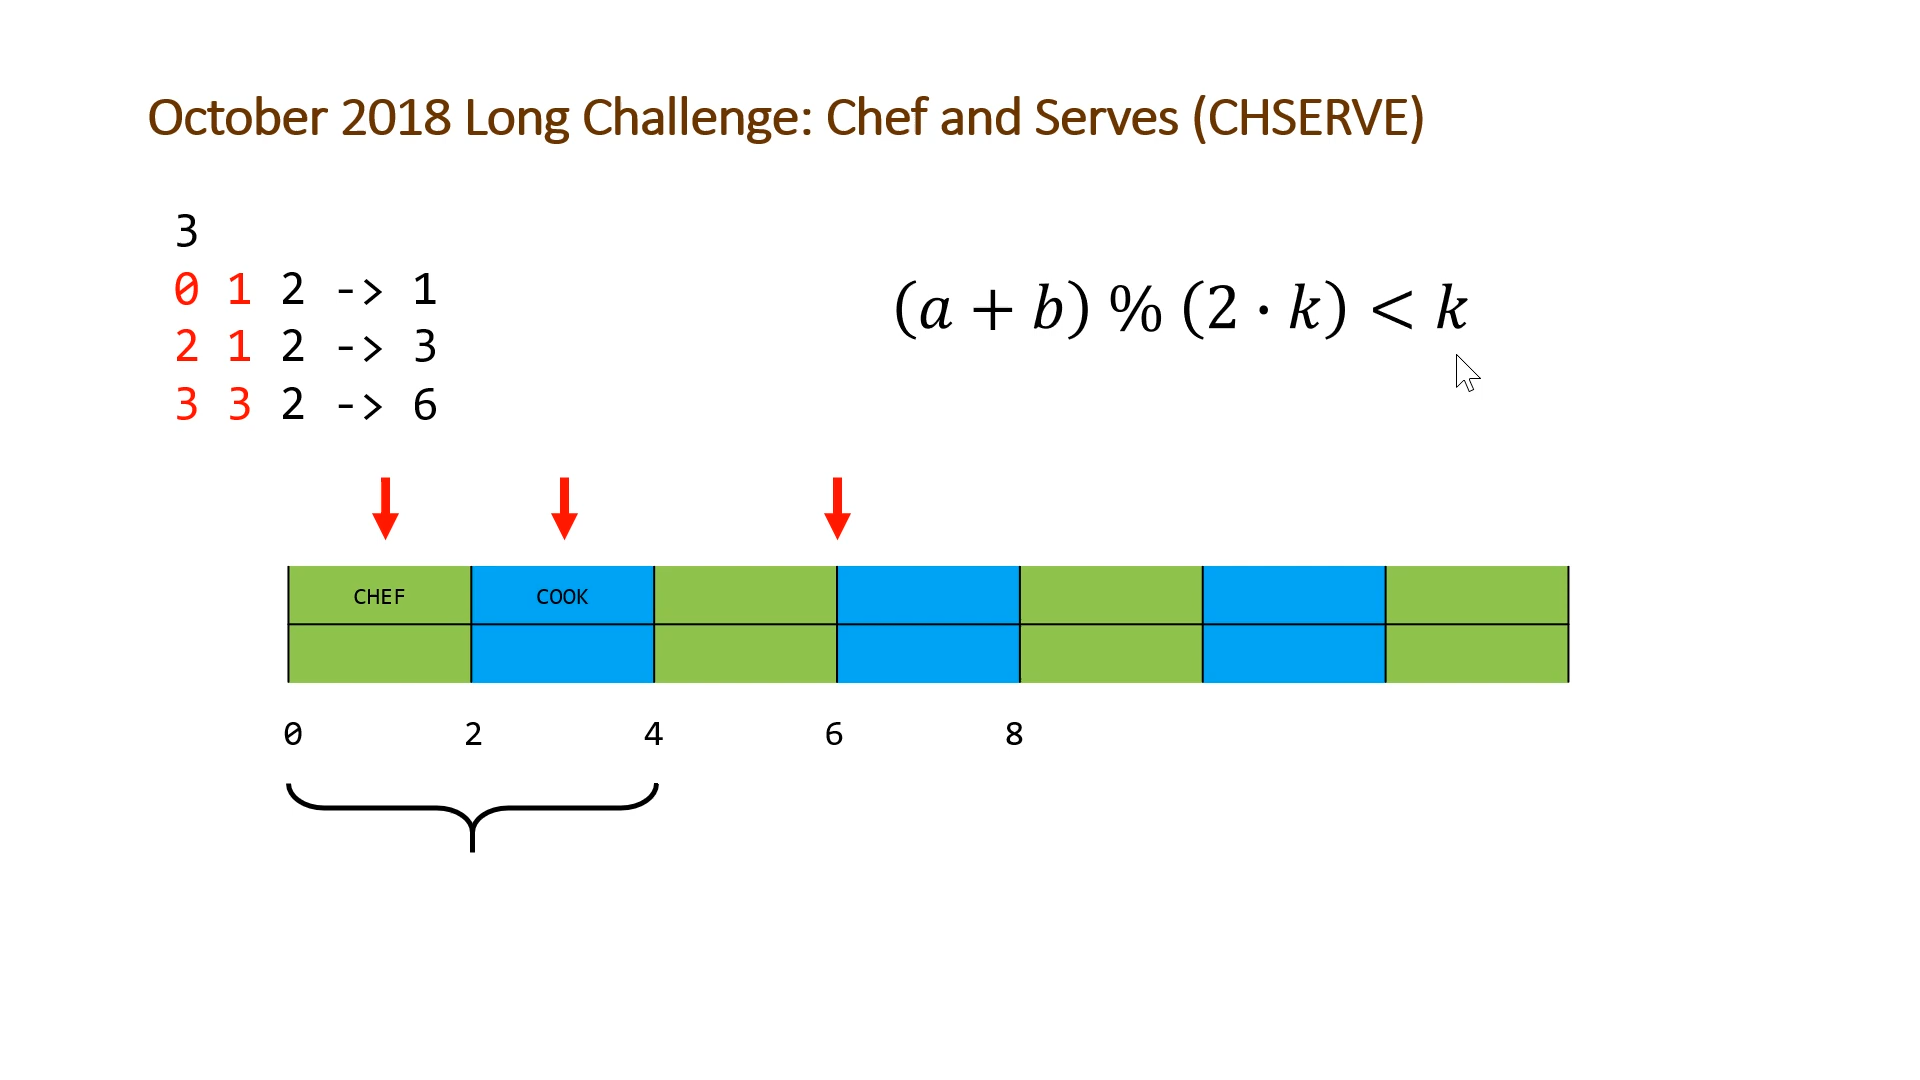 October 2018 Long Challenge: Chef and Serves (CHSERVE)
3
0 1 2 -> 1
2 1 2 -> 3
3 3 2 -> 6
(a + b) % (2 · k) < k
CHEF COOK
0 2 4 6 8